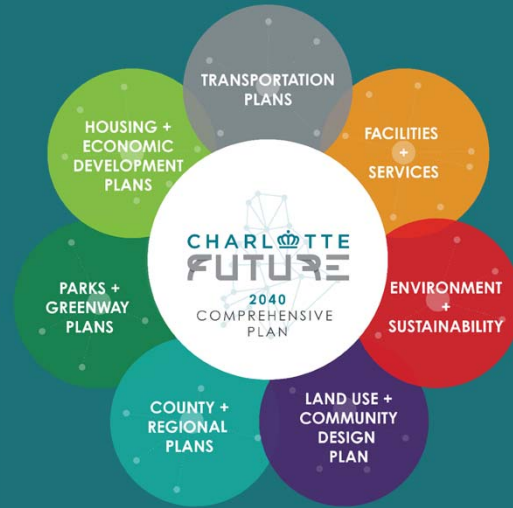 TRANSPORTATION
PLANS
FACILITIES
+
SERVICES
ENVIRONMENT
+
SUSTAINABILITY
LAND USE +
COMMUNITY
DESIGN
PLAN
COUNTY +
REGIONAL
PLANS
PARKS +
GREENWAY
PLANS
HOUSING +
ECONOMIC
DEVELOPMENT
PLANS
CHARLOTTE
FUTURE
2040
COMPREHENSIVE
PLAN